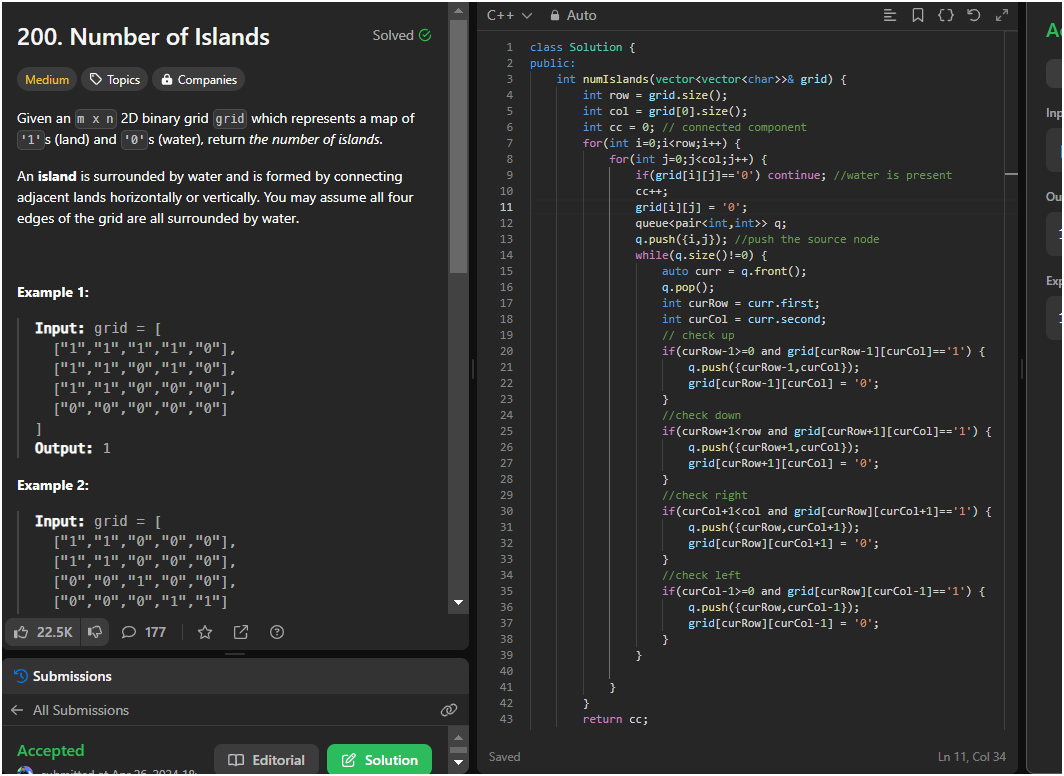 200. Number of Islands
Solved
Medium
Topics
Companies
Given an m x n 2D binary grid grid which represents a map of
'1's (land) and '0's (water), return the number of islands.
An island is surrounded by water and is formed by connecting
adjacent lands horizontally or vertically. You may assume all four
edges of the grid are all surrounded by water.
Example 1:
Input: grid = [
["1","1","1","1","0"],
["1","1","0","1","0"],
["1","1","0","0","0"],
["0","0","0","0","0"]
]
Output: 1
Example 2:
Input: grid = [
["1","1","0","0","0"],
["1","1","0","0","0"],
["0","0","1","0","0"],
["0","0","0","1","1"]
22.5K
177
Submissions
All Submissions
Accepted
Editorial
Solution
C++
Auto
1 class Solution {
2 public:
3 int numIslands(vector<vector<char>>& grid) {
4 int row = grid.size();
5 int col = grid[0].size();
6 int cc = 0; // connected component
7 for(int i=0;i<row;i++) {
8 for(int j=0;j<col;j++) {
9 if(grid[i][j]=='0') continue; //water is present
10 cc++;
11 grid[i][j] = '0';
12 queue<pair<int,int>> q;
13 q.push({i,j}); //push the source node
14 while(q.size()!=0) {
15 auto curr = q.front();
16 q.pop();
17 int curRow = curr.first;
18 int curCol = curr.second;
19 // check up
20 if(curRow-1>=0 and grid[curRow-1][curCol]=='1') {
21 q.push({curRow-1,curCol});
22 grid[curRow-1][curCol] = '0';
23 }
24 //check down
25 if(curRow+1<row and grid[curRow+1][curCol]=='1') {
26 q.push({curRow+1,curCol});
27 grid[curRow+1][curCol] = '0';
28 }
29 //check right
30 if(curCol+1<col and grid[curRow][curCol+1]=='1') {
31 q.push({curRow,curCol+1});
32 grid[curRow][curCol+1] = '0';
33 }
34 //check left
35 if(curCol-1>=0 and grid[curRow][curCol-1]=='1') {
36 q.push({curRow,curCol-1});
37 grid[curRow][curCol-1] = '0';
38 }
39 }
40
41 }
42 }
43 return cc;
Saved
Ln 11, Col 34